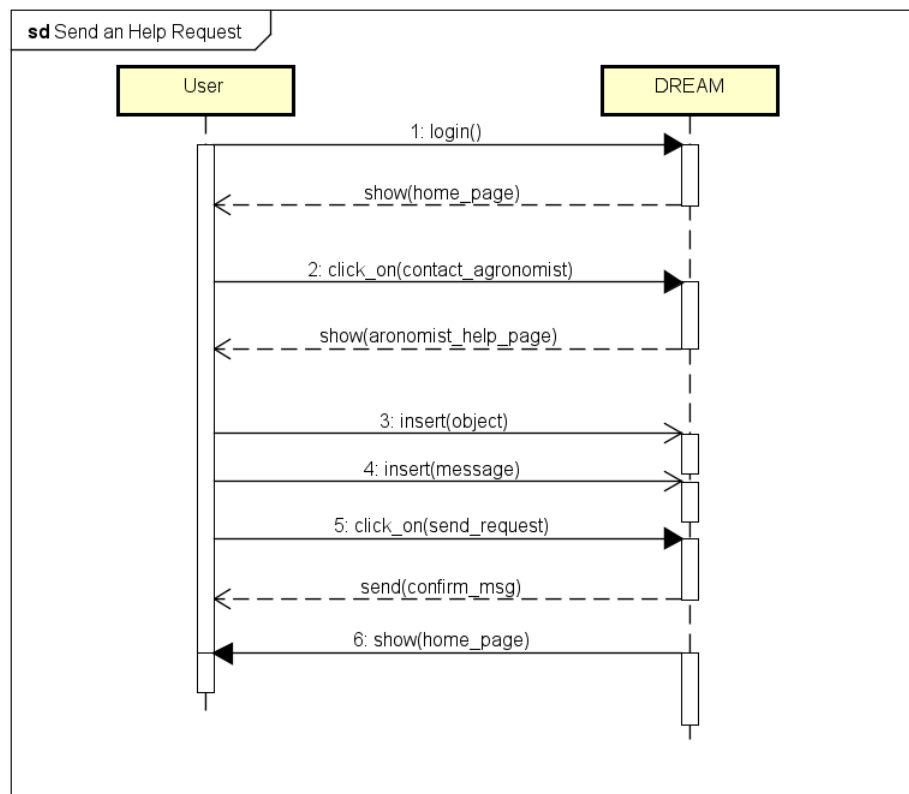 sd Send an Help Request
User
DREAM
1: login()
show(home_page)
2: click_on(contact_agronomist)
show(aronomist_help_page)
3: insert(object)
4: insert(message)
5: click_on(send_request)
send(confirm_msg)
6: show(home_page)